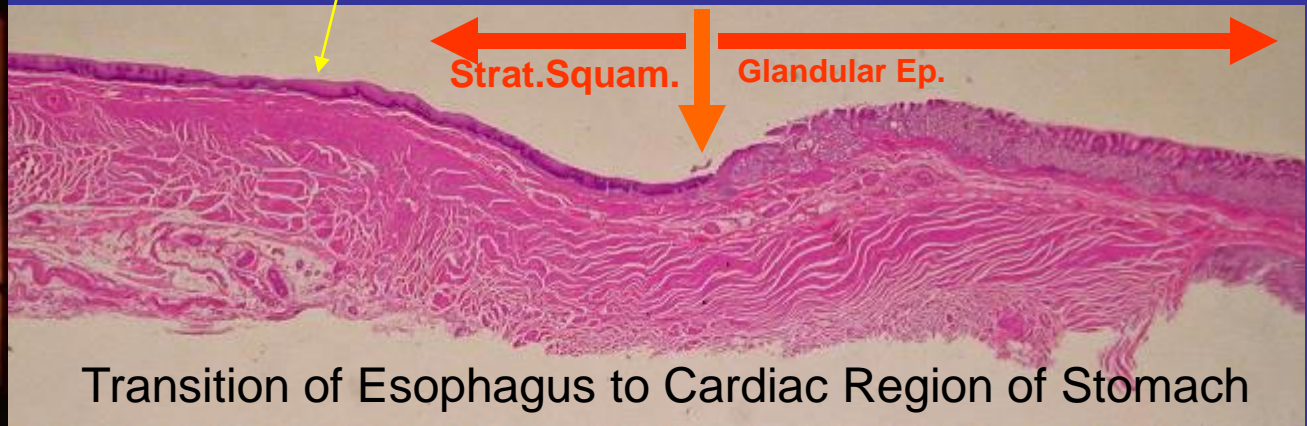 Strat.Squam. Glandular Ep.
Transition of Esophagus to Cardiac Region of Stomach